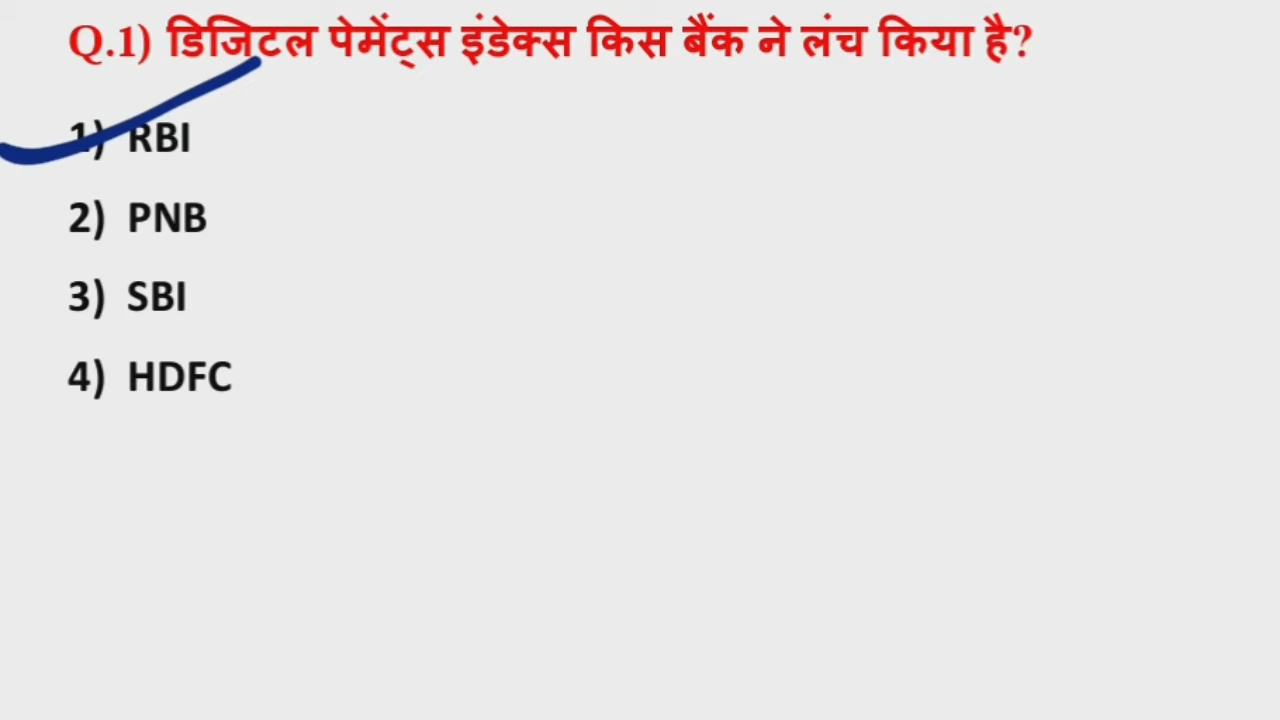 Q.1) डिजिटल पेमेंट्स इंडेक्स किस बैंक ने लंच किया है?
1) RBI
2) PNB
3) SBI
4) HDFC